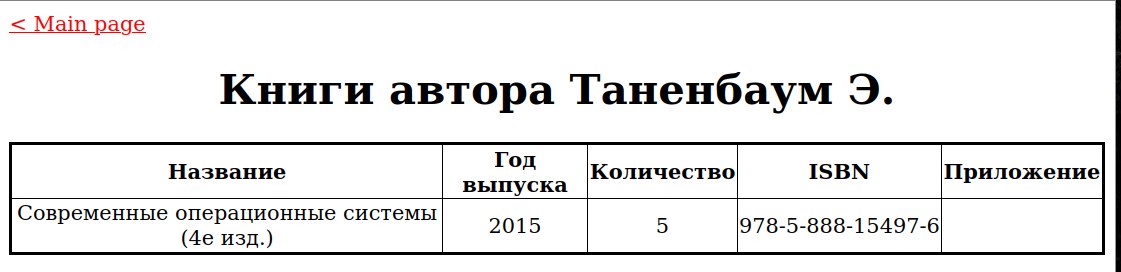 < Main page
Книги автора Таненбаум Э.
Название Год выпуска Количество ISBN Приложение
Современные операционные системы (4е изд.) 2015 5 978-5-888-15497-6